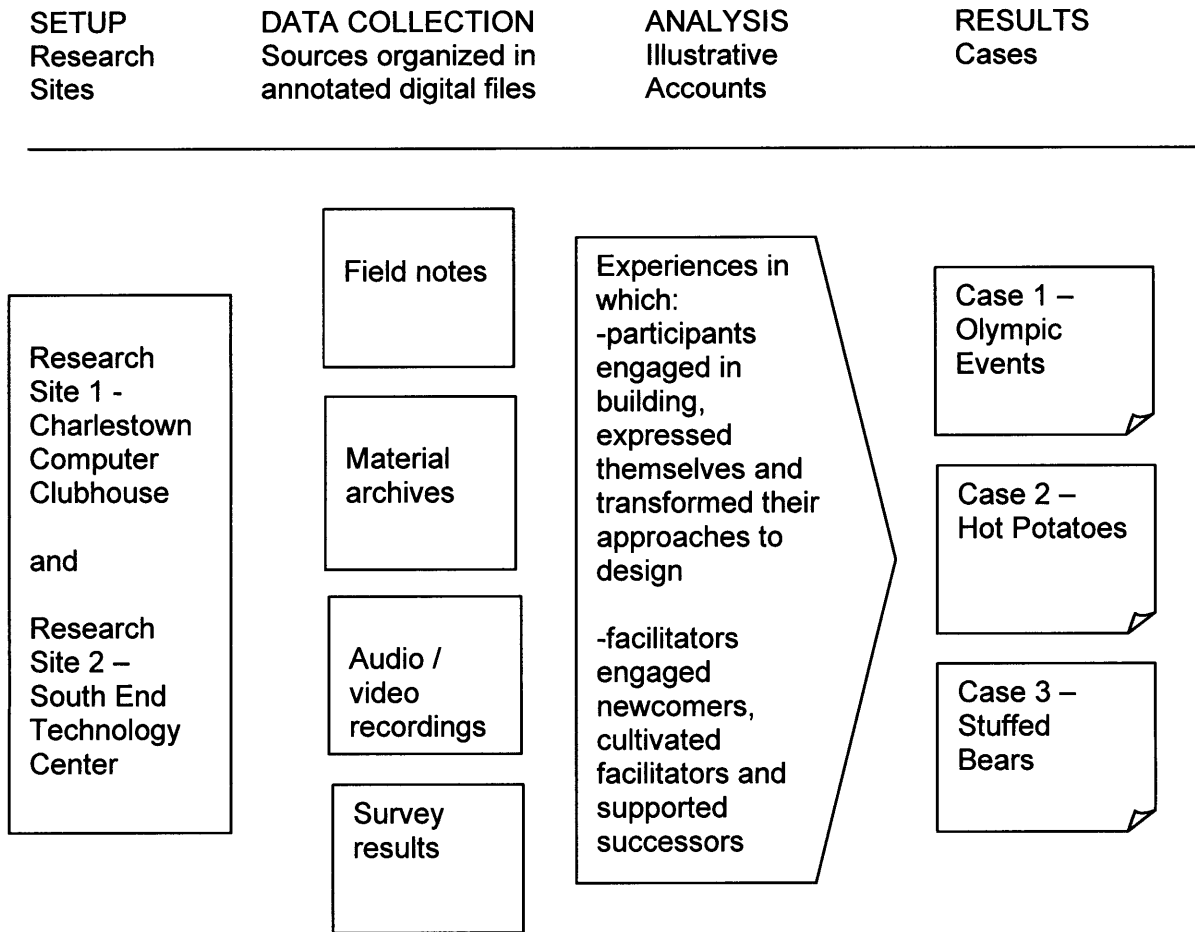 SETUP
Research
Sites
DATA COLLECTION
Sources organized in
annotated digital files
ANALYSIS
Illustrative
Accounts
RESULTS
Cases
Research
Site 1 -
Charlestown
Computer
Clubhouse
and
Research
Site 2 –
South End
Technology
Center
Field notes
Material
archives
Audio /
video
recordings
Survey
results
Experiences in
which:
-participants
engaged in
building,
expressed
themselves and
transformed their
approaches to
design
-facilitators
engaged
newcomers,
cultivated
facilitators and
supported
successors
Case 1 –
Olympic
Events
Case 2 –
Hot Potatoes
Case 3 –
Stuffed
Bears